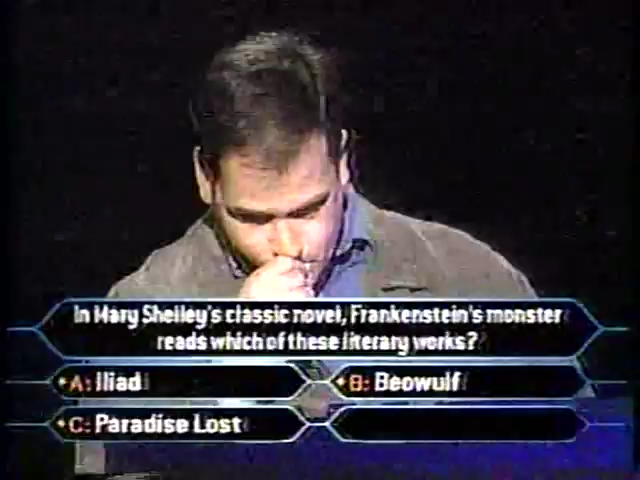 In Mary Shelley's classic novel, Frankenstein's monster
reads which of these literary works?
A: Iliad
B: Beowulf
C: Paradise Lost